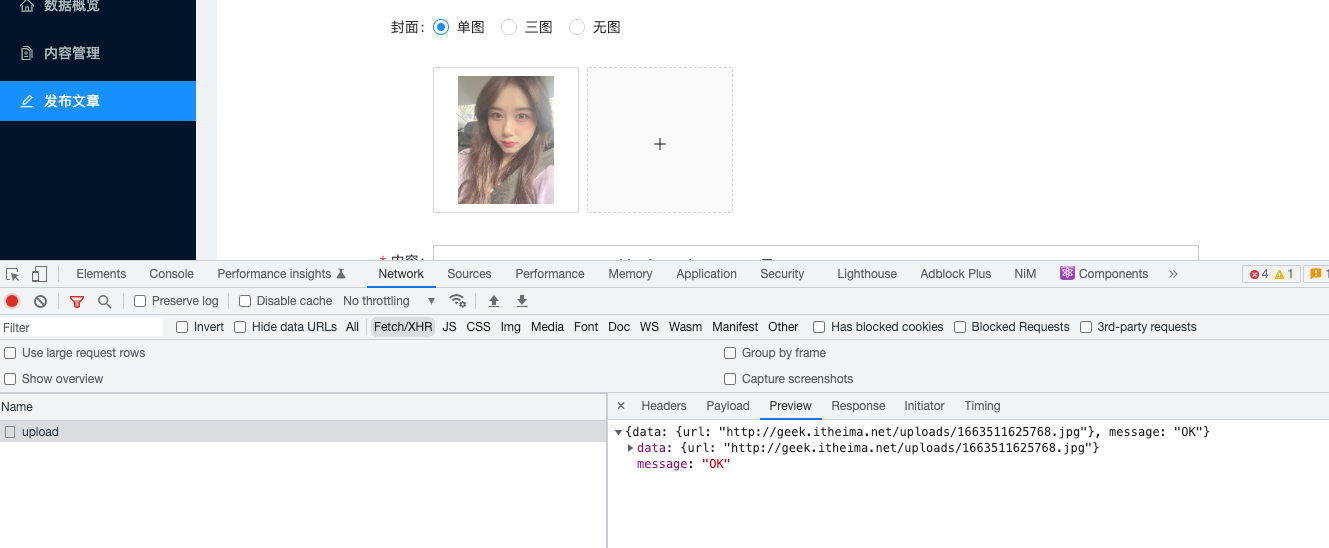 数据概览
封面: 单图 三图 无图
内容管理
发布文章
Elements Console Performance insights Network Sources Performance Memory Application Security Lighthouse Adblock Plus NiM Components » 4 1 1
Preserve log Disable cache No throttling
Filter Invert Hide data URLs All Fetch/XHR JS CSS Img Media Font Doc WS Wasm Manifest Other Has blocked cookies Blocked Requests 3rd-party requests
Use large request rows Group by frame
Show overview Capture screenshots
Name × Headers Payload Preview Response Initiator Timing
upload {data: {url: "http://geek.itheima.net/uploads/1663511625768.jpg"}, message: "OK"}
data: {url: "http://geek.itheima.net/uploads/1663511625768.jpg"}
message: "OK"